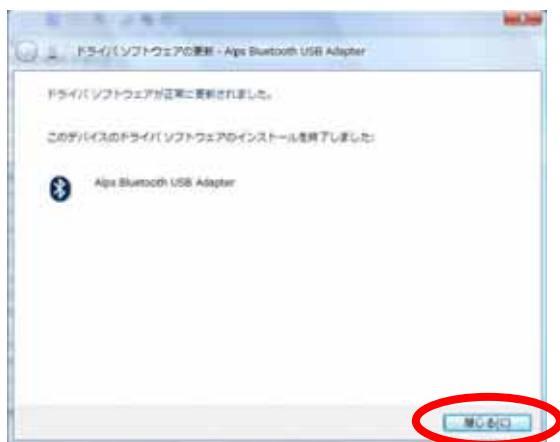 ドライバ ソフトウェアの更新 - Alps Bluetooth USB Adapter
ドライバ ソフトウェアが正常に更新されました。
このデバイスのドライバ ソフトウェアのインストールを終了しました:
Alps Bluetooth USB Adapter
閉じる(C)